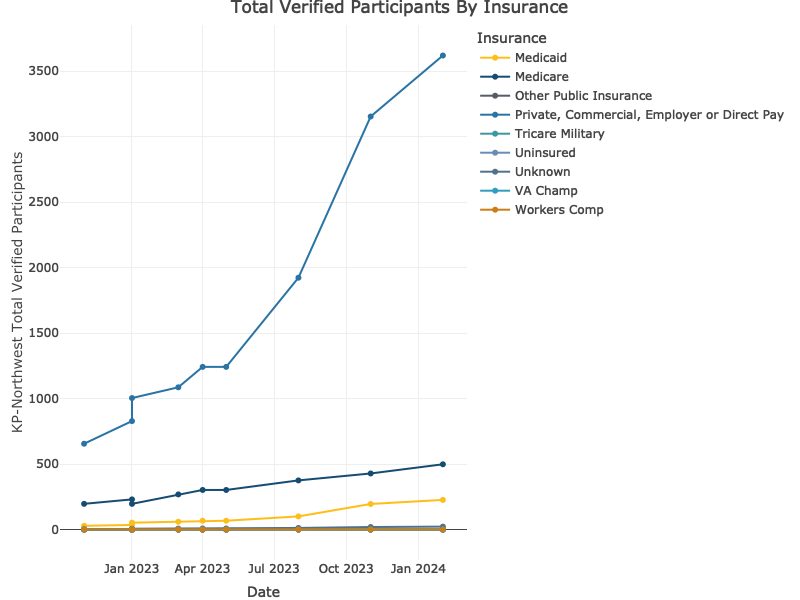 Total Verified Participants By Insurance
Insurance
Medicaid
Medicare
Other Public Insurance
Private, Commercial, Employer or Direct Pay
Tricare Military
Uninsured
Unknown
VA Champ
Workers Comp
KP-Northwest Total Verified Participants
3500
3000
2500
2000
1500
1000
500
0
Jan 2023 Apr 2023 Jul 2023 Oct 2023 Jan 2024
Date